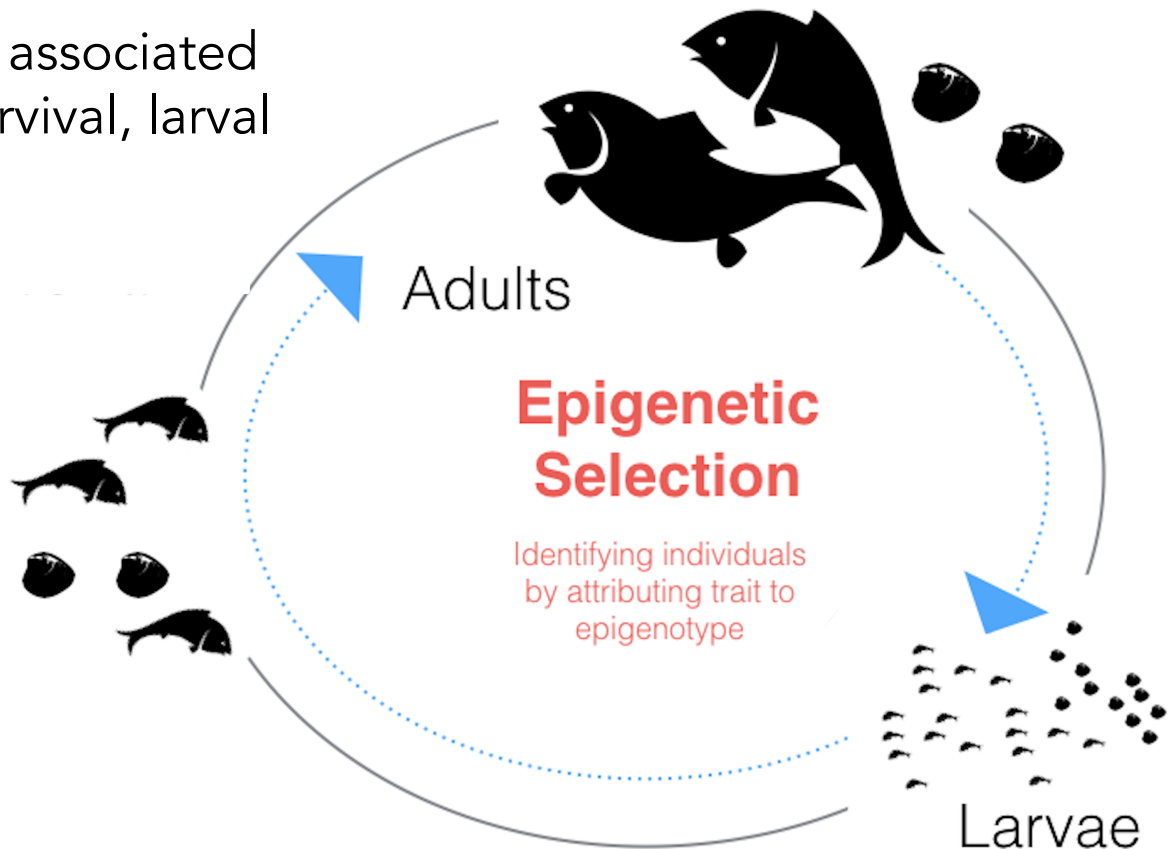 associated
rvival, larval
Adults
Epigenetic
Selection
Identifying individuals
by attributing trait to
epigenotype
Larvae